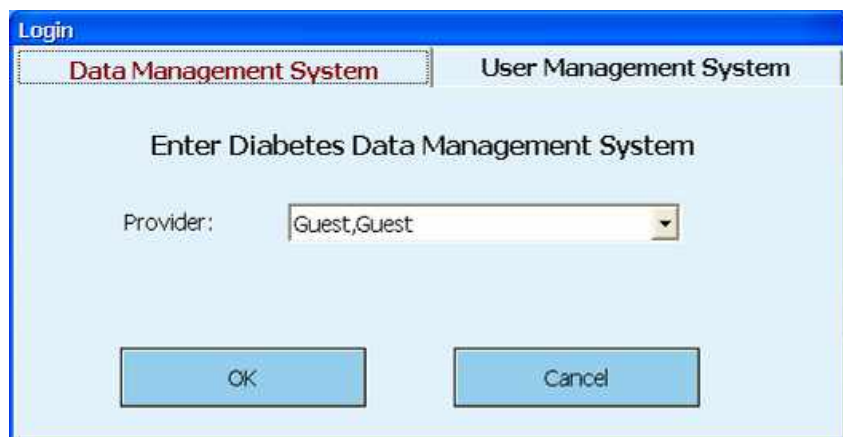 Login
Data Management System
User Management System
Enter Diabetes Data Management System
Provider:
Guest,Guest
OK
Cancel